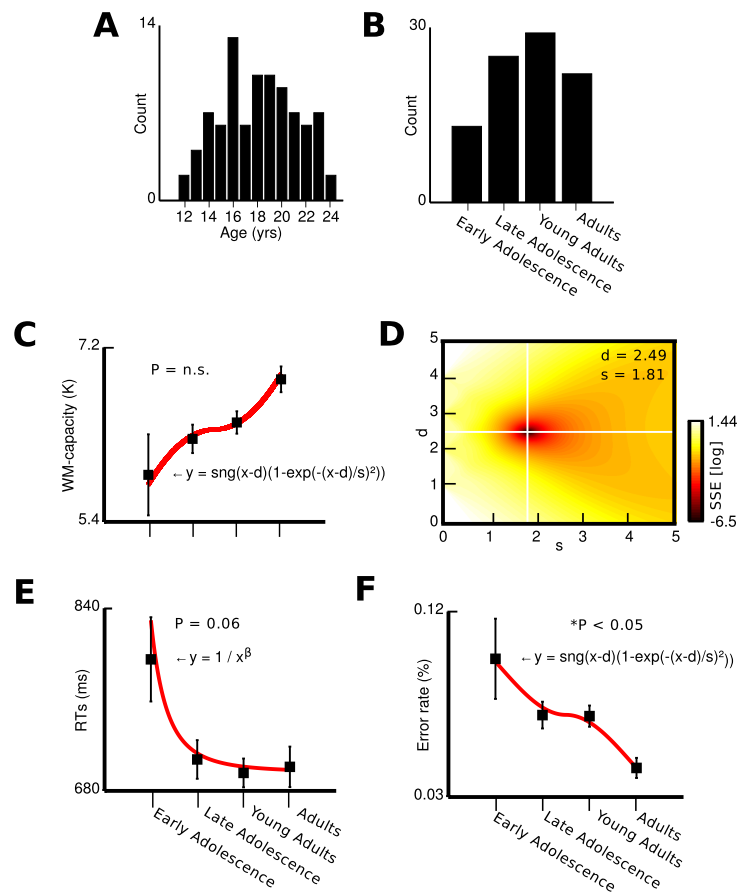 A
14
Count
0
12 14 16 18 20 22 24
Age (yrs)
B
30
Count
0
Early Adolescence
Late Adolescence
Young Adults
Adults
C
7.2
WM-capacity (K)
5.4
P = n.s.
←y = sng(x-d)(1-exp(-(x-d)/s)²))
D
5
4
3
d
2
1
0
0 1 2 3 4 5
s
d = 2.49
s = 1.81
1.44
SSE [log]
-6.5
E
840
RTs (ms)
680
P = 0.06
←y = 1 / xᵝ
Early Adolescence
Late Adolescence
Young Adults
Adults
F
0.12
Error rate (%)
0.03
*P < 0.05
←y = sng(x-d)(1-exp(-(x-d)/s)²))
Early Adolescence
Late Adolescence
Young Adults
Adults